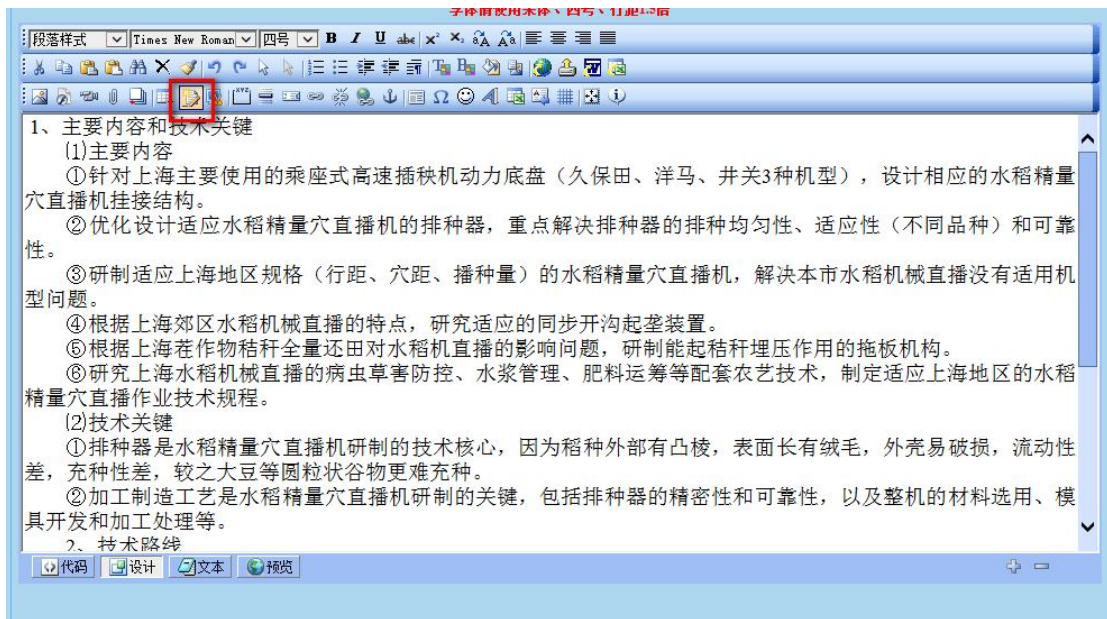 字体请使用宋体、四号、行距1.5倍
段落样式 Times New Roman 四号 B I U abc x² ×₂
1、主要内容和技术关键
⑴主要内容
①针对上海主要使用的乘座式高速插秧机动力底盘（久保田、洋马、井关3种机型），设计相应的水稻精量
穴直播机挂接结构。
②优化设计适应水稻精量穴直播机的排种器，重点解决排种器的排种均匀性、适应性（不同品种）和可靠
性。
③研制适应上海地区规格（行距、穴距、播种量）的水稻精量穴直播机，解决本市水稻机械直播没有适用机
型问题。
④根据上海郊区水稻机械直播的特点，研究适应的同步开沟起垄装置。
⑤根据上海茬作物秸秆全量还田对水稻机直播的影响问题，研制能起秸秆埋压作用的拖板机构。
⑥研究上海水稻机械直播的病虫草害防控、水浆管理、肥料运筹等配套农艺技术，制定适应上海地区的水稻
精量穴直播作业技术规程。
⑵技术关键
①排种器是水稻精量穴直播机研制的技术核心，因为稻种外部有凸棱，表面长有绒毛，外壳易破损，流动性
差，充种性差，较之大豆等圆粒状谷物更难充种。
②加工制造工艺是水稻精量穴直播机研制的关键，包括排种器的精密性和可靠性，以及整机的材料选用、模
具开发和加工处理等。
2、技术路线
代码 设计 文本 预览